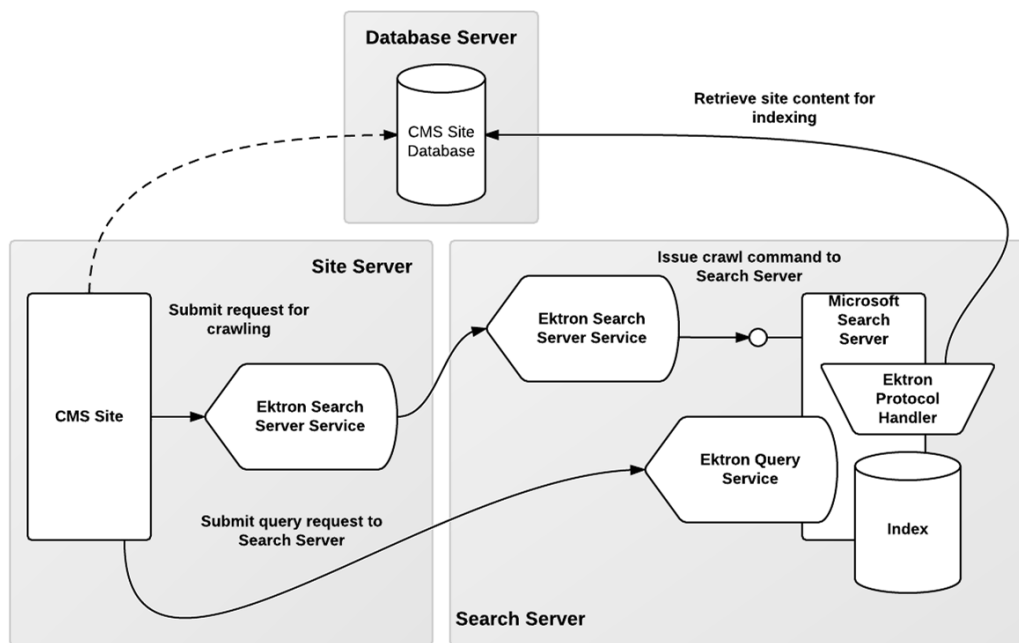 Database Server
CMS Site
Database
Retrieve site content for
indexing
Site Server
Submit request for
crawling
CMS Site
Ektron Search
Server Service
Submit query request to
Search Server
Issue crawl command to
Search Server
Ektron Search
Server Service
Microsoft
Search
Server
Ektron
Protocol
Handler
Ektron Query
Service
Index
Search Server